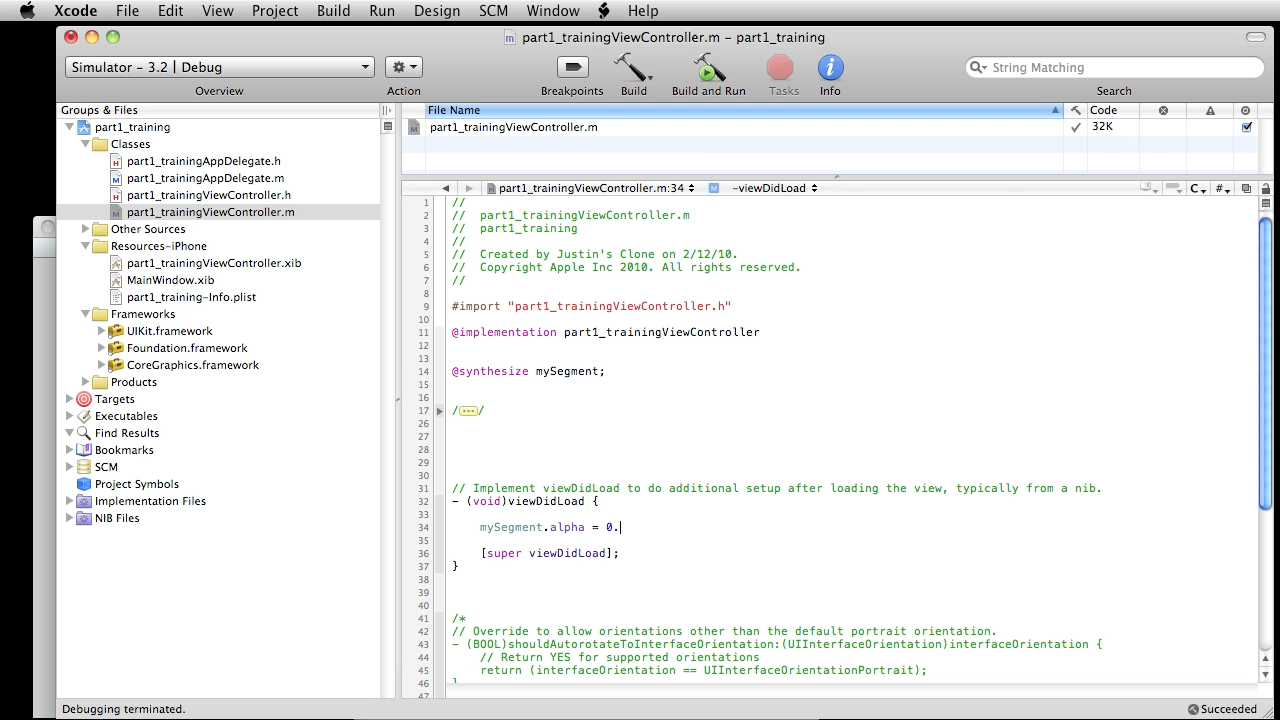 Xcode File Edit View Project Build Run Design SCM Window Help
part1_trainingViewController.m — part1_training
Simulator - 3.2 | Debug
String Matching
Overview Action Breakpoints Build Build and Run Tasks Info Search
Groups & Files
part1_training
Classes
part1_trainingAppDelegate.h
part1_trainingAppDelegate.m
part1_trainingViewController.h
part1_trainingViewController.m
Other Sources
Resources-iPhone
part1_trainingViewController.xib
MainWindow.xib
part1_training-Info.plist
Frameworks
UIKit.framework
Foundation.framework
CoreGraphics.framework
Products
Targets
Executables
Find Results
Bookmarks
SCM
Project Symbols
Implementation Files
NIB Files
File Name Code
part1_trainingViewController.m 32K
part1_trainingViewController.m:34 -viewDidLoad C #
1 //
2 //  part1_trainingViewController.m
3 //  part1_training
4 //
5 //  Created by Justin's Clone on 2/12/10.
6 //  Copyright Apple Inc 2010. All rights reserved.
7 //
8
9 #import "part1_trainingViewController.h"
10
11 @implementation part1_trainingViewController
12
13
14 @synthesize mySegment;
15
16
17 /•••/
26
27
28
29
30
31 // Implement viewDidLoad to do additional setup after loading the view, typically from a nib.
32 - (void)viewDidLoad {
33
34     mySegment.alpha = 0.
35
36     [super viewDidLoad];
37 }
38
39
40
41 /*
42 // Override to allow orientations other than the default portrait orientation.
43 - (BOOL)shouldAutorotateToInterfaceOrientation:(UIInterfaceOrientation)interfaceOrientation {
44     // Return YES for supported orientations
45     return (interfaceOrientation == UIInterfaceOrientationPortrait);
46 }
47
Debugging terminated.
Succeeded